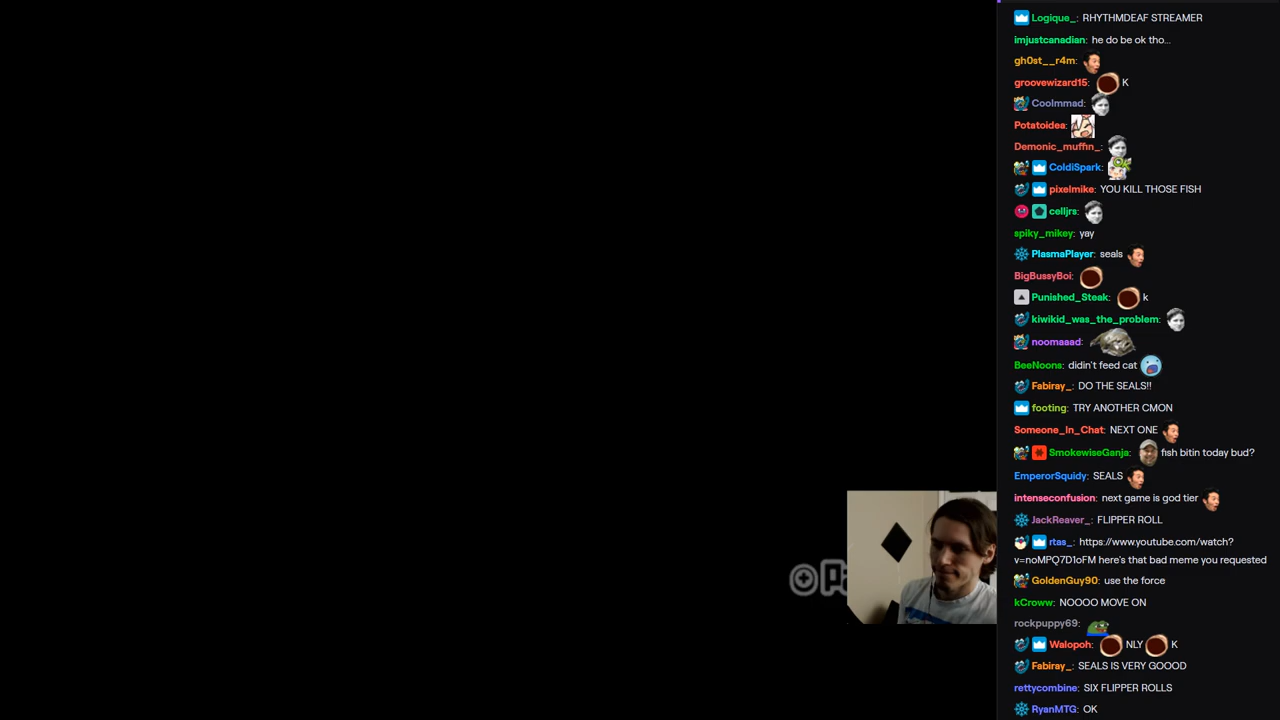 Logique_: RHYTHMDEAF STREAMER
imjustcanadian: he do be ok tho...
gh0st__r4m:
groovewizard15: K
Coolmmad:
Potatoidea:
Demonic_muffin_:
ColdiSpark:
pixelmike: YOU KILL THOSE FISH
celljrs:
spiky_mikey: yay
PlasmaPlayer: seals
BigBussyBoi:
Punished_Steak: k
kiwikid_was_the_problem:
noomaaad:
BeeNoons: didin't feed cat
Fabiray_: DO THE SEALS!!
footing: TRY ANOTHER CMON
Someone_In_Chat: NEXT ONE
SmokewiseGanja: fish bitin today bud?
EmperorSquidy: SEALS
intenseconfusion: next game is god tier
JackReaver_: FLIPPER ROLL
rtas_: https://www.youtube.com/watch?
v=noMPQ7D1oFM here's that bad meme you requested
GoldenGuy90: use the force
kCroww: NOOOO MOVE ON
rockpuppy69:
Walopoh: NLY K
Fabiray_: SEALS IS VERY GOOOD
rettycombine: SIX FLIPPER ROLLS
RyanMTG: OK